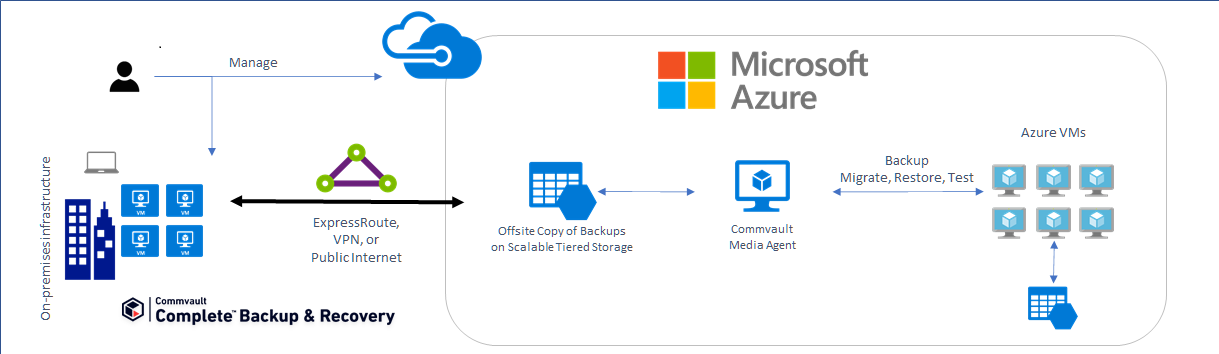 Manage
Microsoft
Azure
Azure VMs
Backup
Migrate, Restore, Test
On-premises infrastructure
VM
VM
VM
VM
ExpressRoute,
VPN, or
Public Internet
Offsite Copy of Backups
on Scalable Tiered Storage
Commvault
Media Agent
Commvault
Complete™ Backup & Recovery